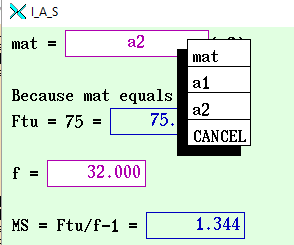 I_A_S
mat = a2
mat
a1
a2
CANCEL
Because mat equals
Ftu = 75 = 75.
f = 32.000
MS = Ftu/f-1 = 1.344